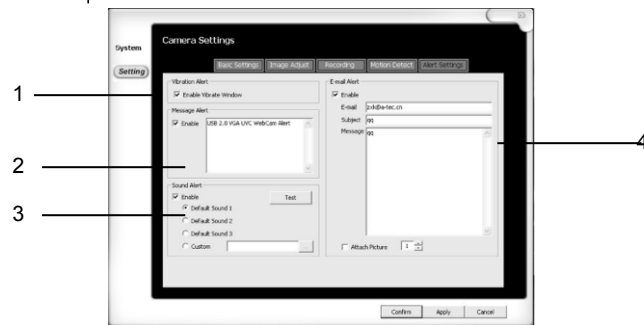 System
Setting
Camera Settings
Basic Settings
Image Adjust
Recording
Motion Detect
Alert Settings
Vibration Alert
Enable Vibrate Window
Message Alert
Enable
USB 2.0 VGA UVC WebCam Alert
Sound Alert
Enable
Test
Default Sound 1
Default Sound 2
Default Sound 3
Custom
...
E-mail Alert
Enable
E-mail
Subject
qq
Message
qq
Attach Picture
1
Confirm
Apply
Cancel
1
2
3
4